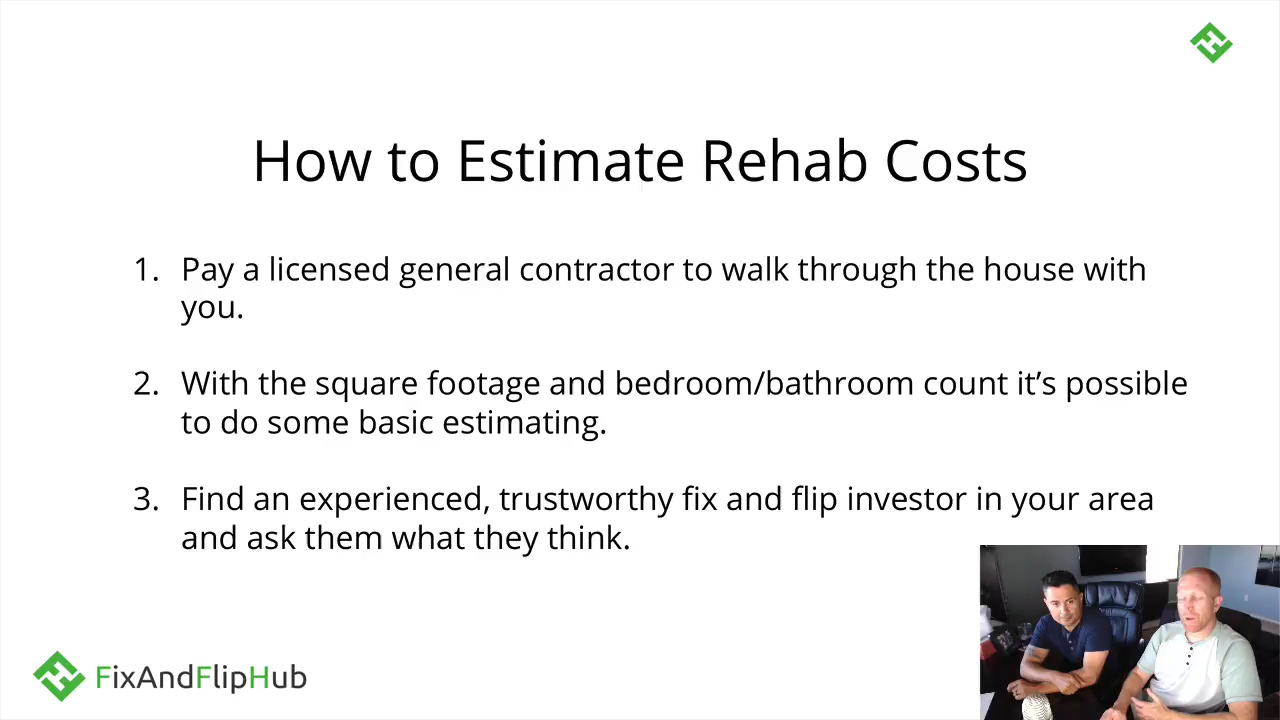 How to Estimate Rehab Costs
1. Pay a licensed general contractor to walk through the house with
you.
2. With the square footage and bedroom/bathroom count it’s possible
to do some basic estimating.
3. Find an experienced, trustworthy fix and flip investor in your area
and ask them what they think.
FixAndFlipHub